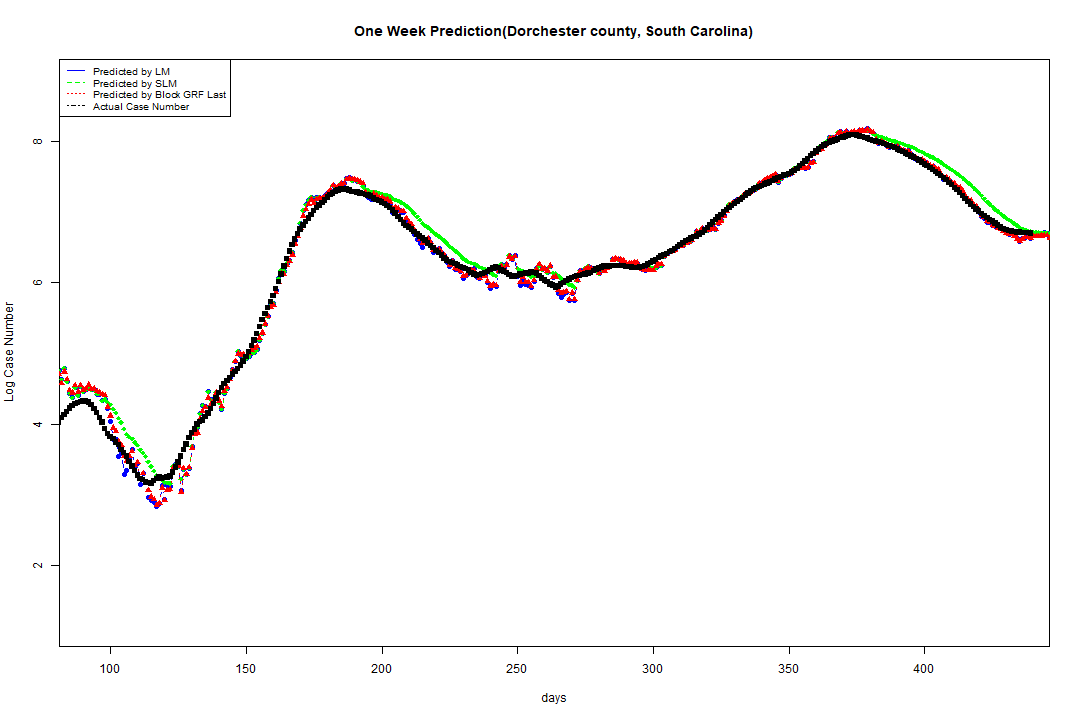 One Week Prediction(Dorchester county, South Carolina)
Predicted by LM
Predicted by SLM
Predicted by Block GRF Last
Actual Case Number
8
6
4
2
Log Case Number
100 150 200 250 300 350 400
days